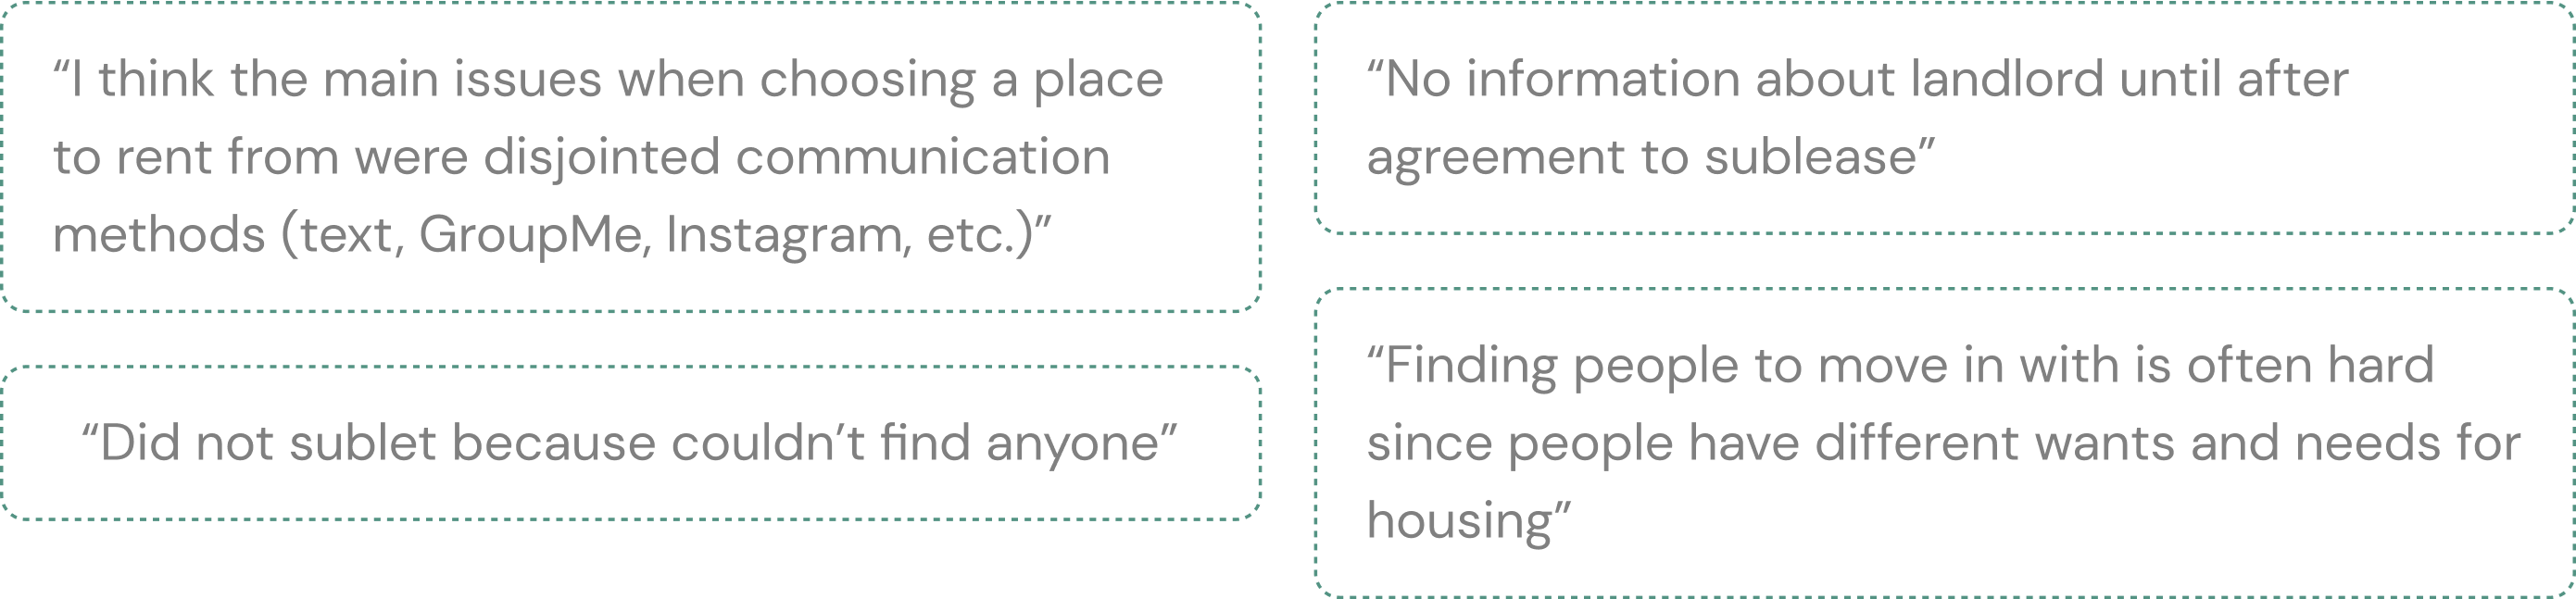 “I think the main issues when choosing a place
to rent from were disjointed communication
methods (text, GroupMe, Instagram, etc.)”
“Did not sublet because couldn’t find anyone”
“No information about landlord until after
agreement to sublease”
“Finding people to move in with is often hard
since people have different wants and needs for
housing”